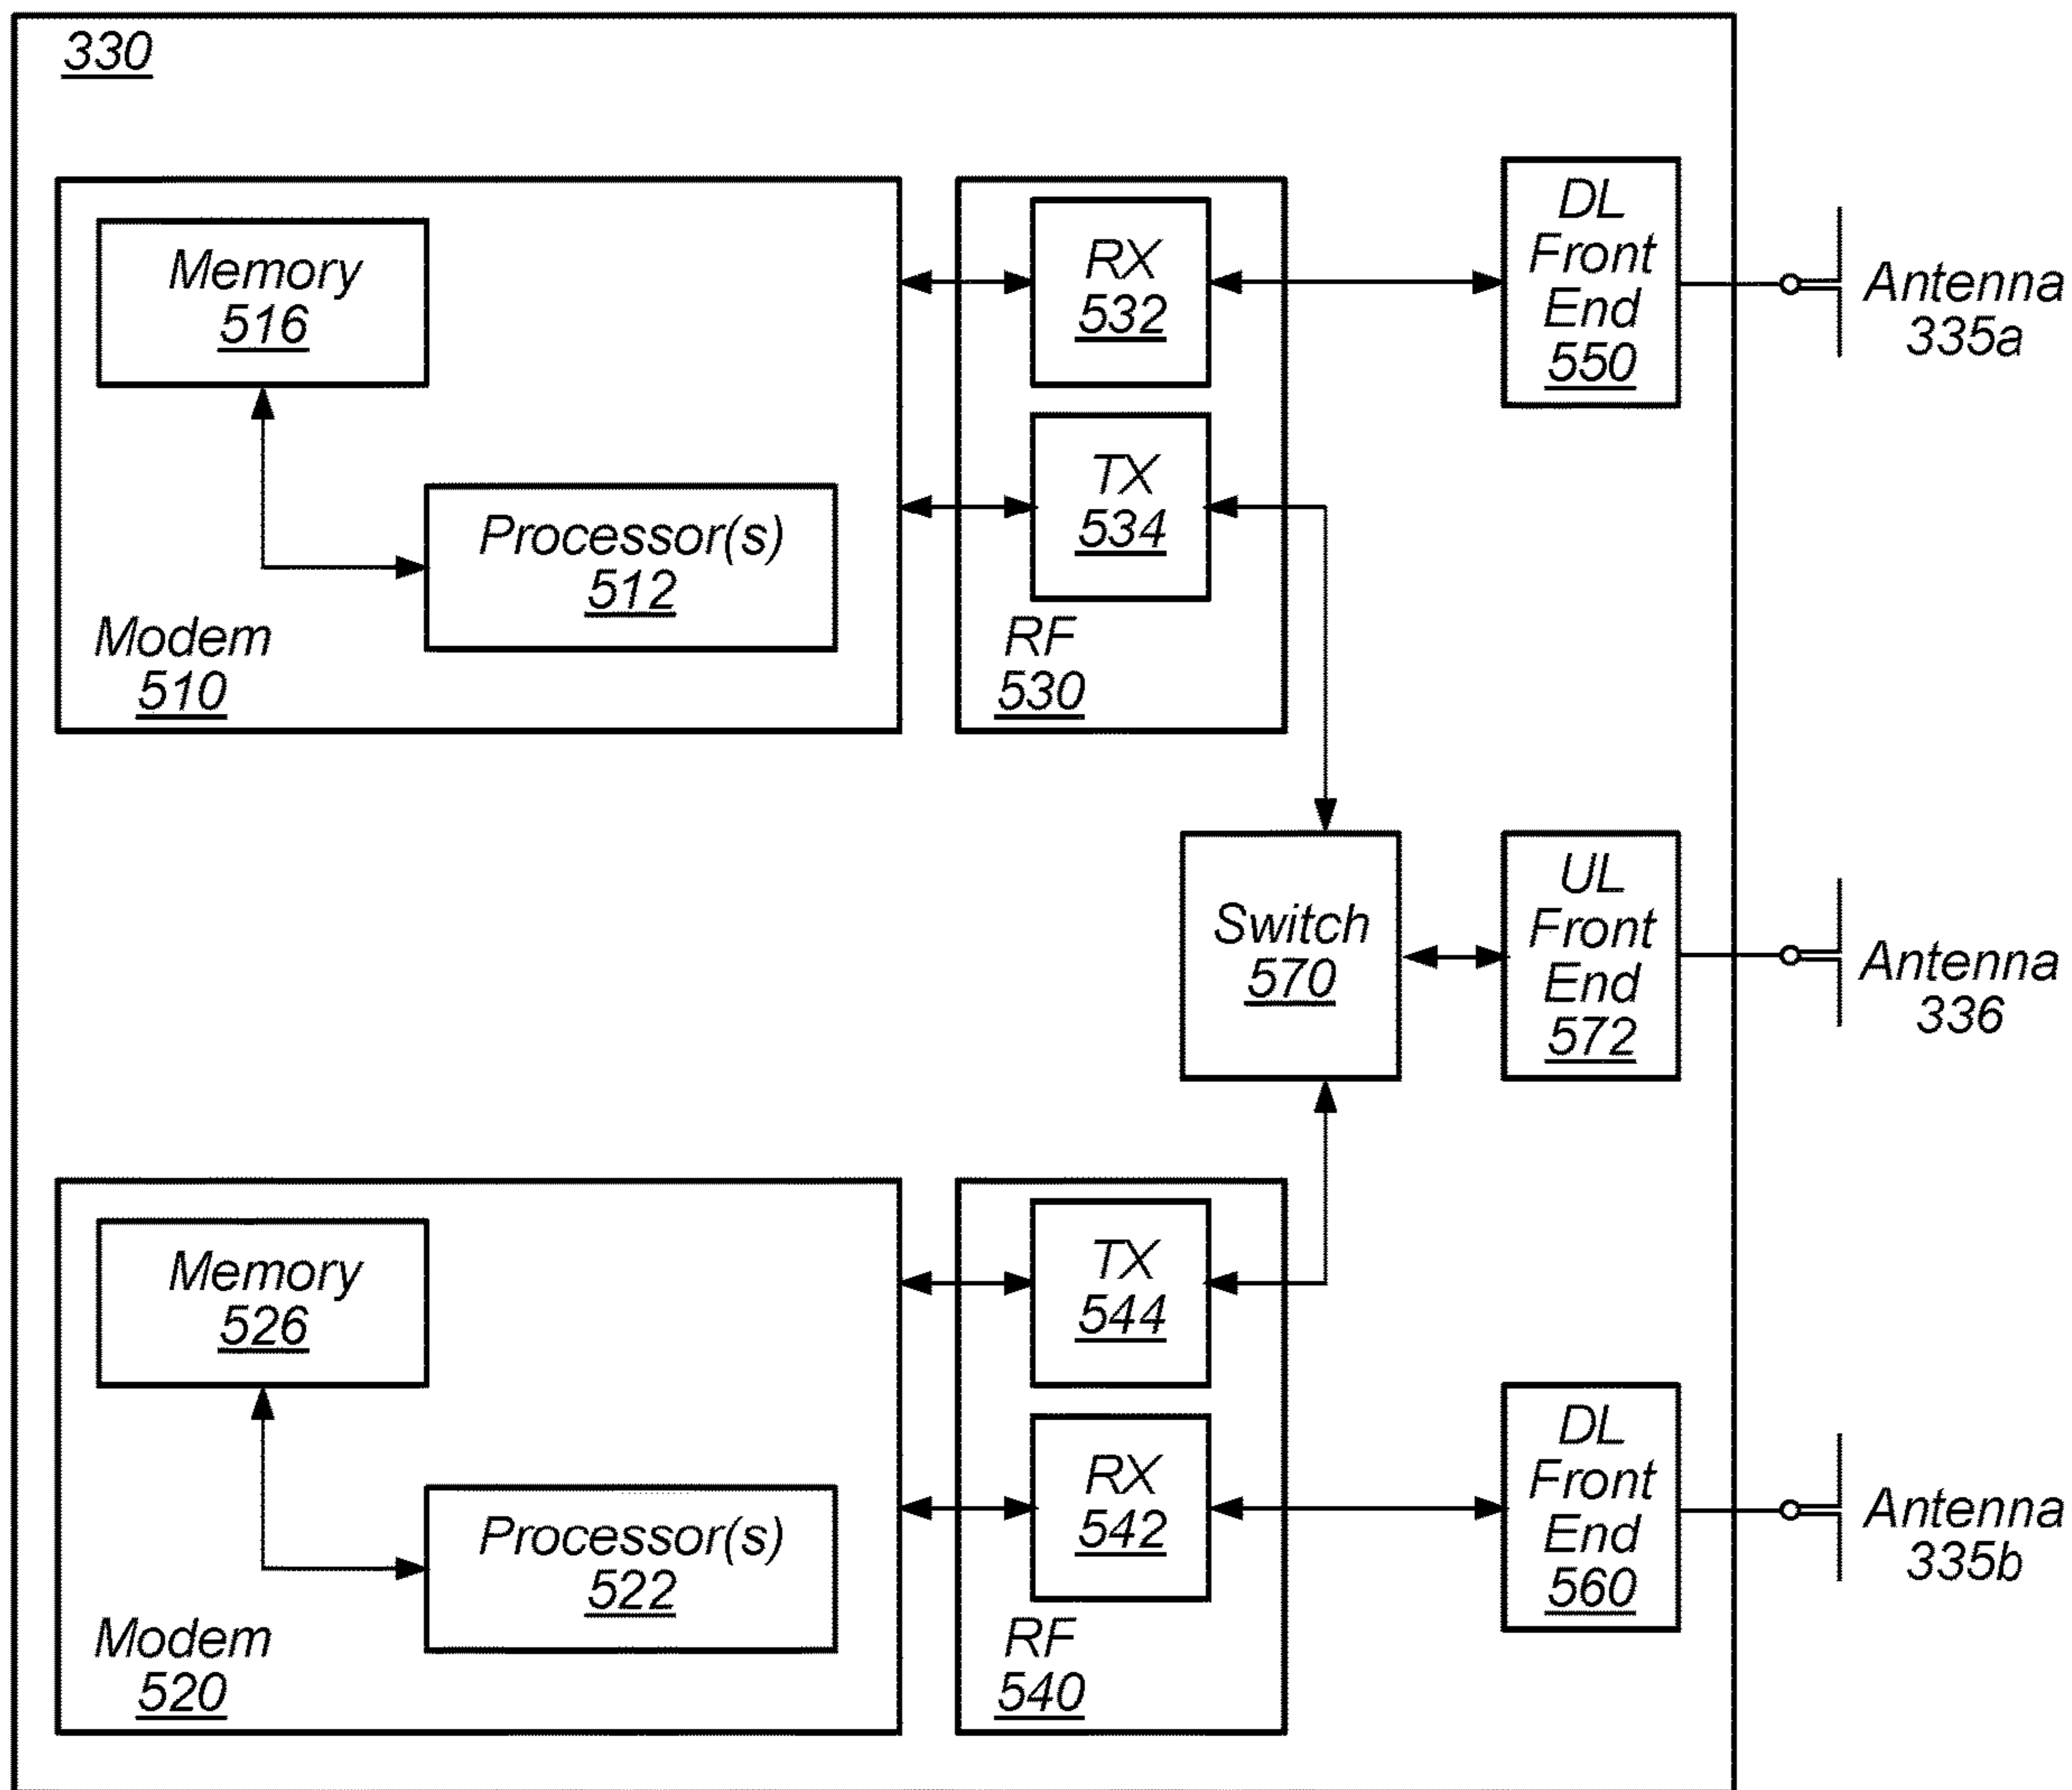 330
Memory
516
Processor(s)
512
Modem
510
RX
532
TX
534
RF
530
DL
Front
End
550
Antenna
335a
Switch
570
UL
Front
End
572
Antenna
336
Memory
526
Processor(s)
522
Modem
520
TX
544
RX
542
RF
540
DL
Front
End
560
Antenna
335b